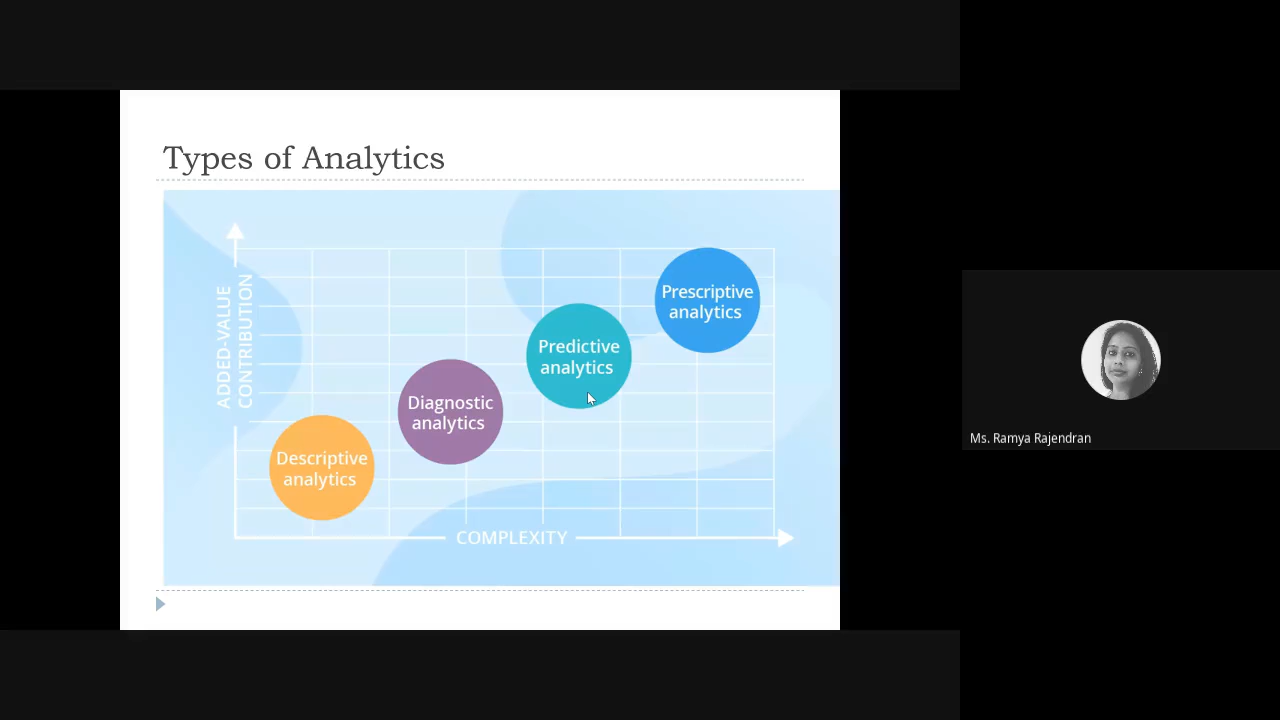 Types of Analytics
ADDED-VALUE
CONTRIBUTION
Prescriptive
analytics
Predictive
analytics
Diagnostic
analytics
Descriptive
analytics
COMPLEXITY
Ms. Ramya Rajendran